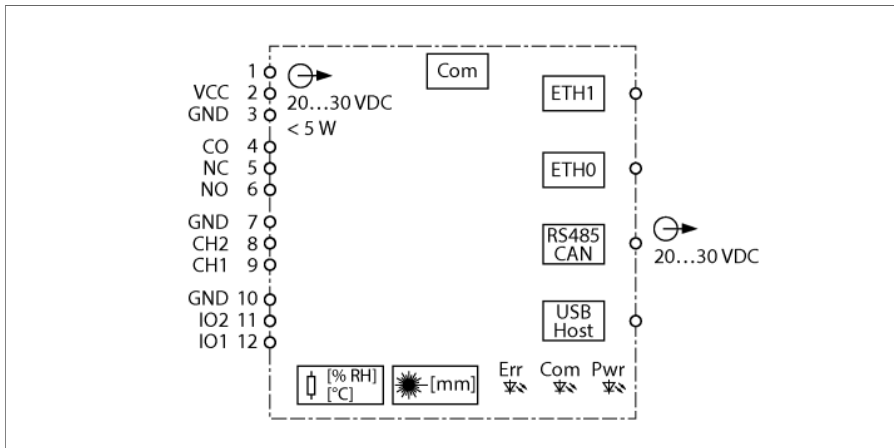 1
VCC 2
GND 3
20...30 VDC
< 5 W
CO 4
NC 5
NO 6
GND 7
CH2 8
CH1 9
GND 10
IO2 11
IO1 12
Com
ETH1
ETH0
RS485
CAN
20...30 VDC
USB
Host
[% RH]
[°C]
[mm]
Err Com Pwr